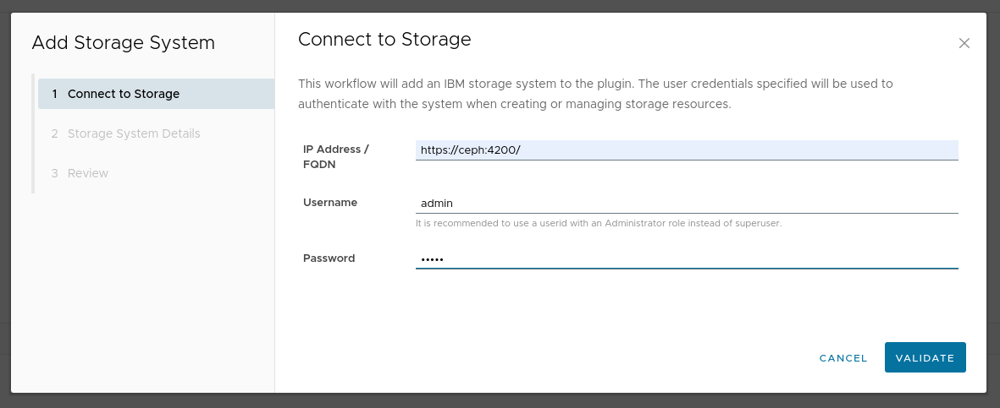 Add Storage System
1 Connect to Storage
2 Storage System Details
3 Review
Connect to Storage
This workflow will add an IBM storage system to the plugin. The user credentials specified will be used to
authenticate with the system when creating or managing storage resources.
IP Address /
FQDN
https://ceph:4200/
Username
admin
It is recommended to use a userid with an Administrator role instead of superuser.
Password
•••••
CANCEL
VALIDATE